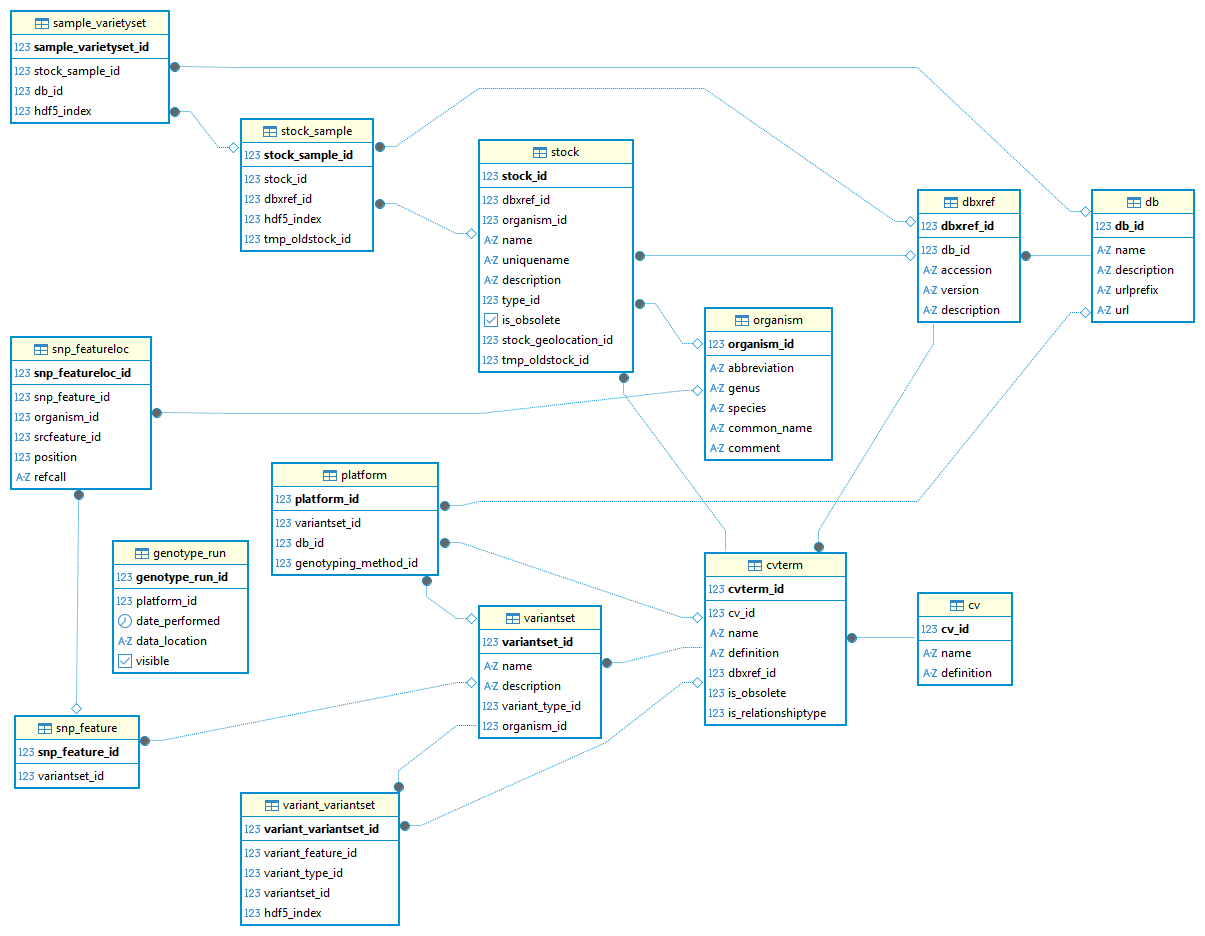 sample_varietyset
123 sample_varietyset_id
123 stock_sample_id
123 db_id
123 hdf5_index
stock_sample
123 stock_sample_id
123 stock_id
123 dbxref_id
123 hdf5_index
123 tmp_oldstock_id
stock
123 stock_id
123 dbxref_id
123 organism_id
A-Z name
A-Z uniquename
A-Z description
123 type_id
is_obsolete
123 stock_geolocation_id
123 tmp_oldstock_id
dbxref
123 dbxref_id
123 db_id
A-Z accession
A-Z version
A-Z description
db
123 db_id
A-Z name
A-Z description
A-Z urlprefix
A-Z url
organism
123 organism_id
A-Z abbreviation
A-Z genus
A-Z species
A-Z common_name
A-Z comment
snp_featureloc
123 snp_featureloc_id
123 snp_feature_id
123 organism_id
123 srcfeature_id
123 position
A-Z refcall
platform
123 platform_id
123 variantset_id
123 db_id
123 genotyping_method_id
genotype_run
123 genotype_run_id
123 platform_id
date_performed
A-Z data_location
visible
cvterm
123 cvterm_id
123 cv_id
A-Z name
A-Z definition
123 dbxref_id
123 is_obsolete
123 is_relationshiptype
cv
123 cv_id
A-Z name
A-Z definition
variantset
123 variantset_id
A-Z name
A-Z description
123 variant_type_id
123 organism_id
snp_feature
123 snp_feature_id
123 variantset_id
variant_variantset
123 variant_variantset_id
123 variant_feature_id
123 variant_type_id
123 variantset_id
123 hdf5_index